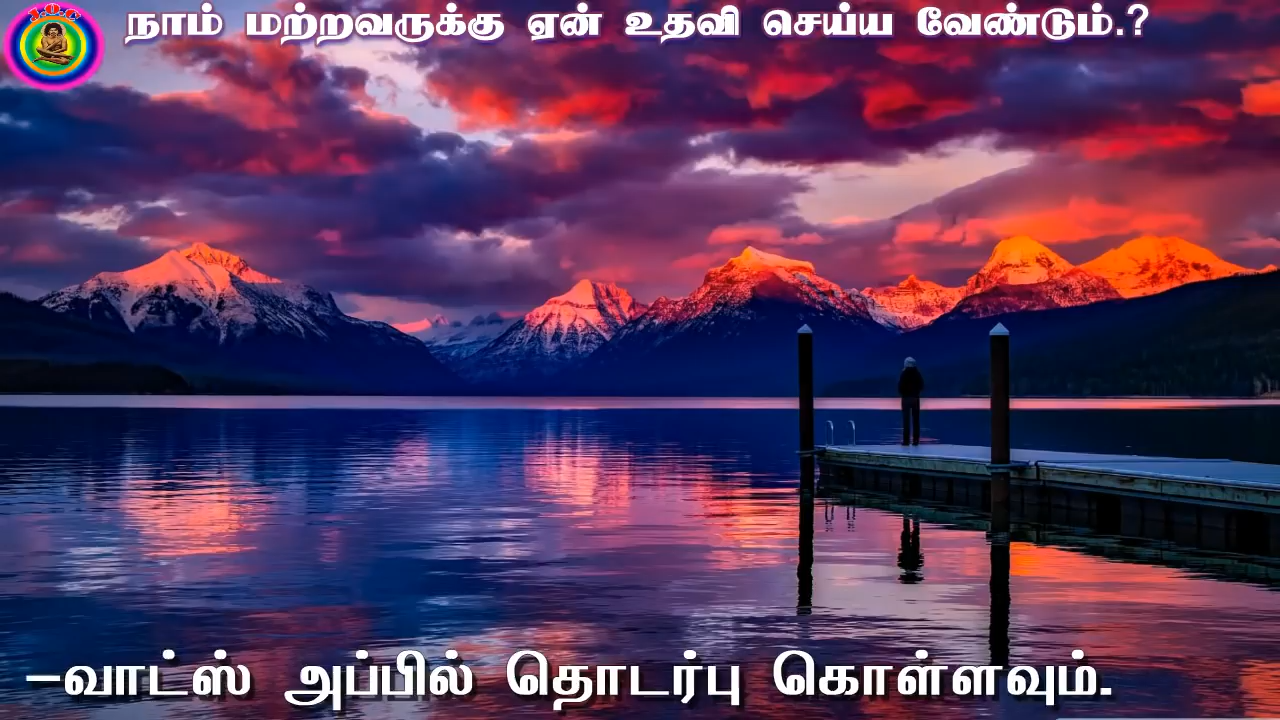 J.O.C
நாம் மற்றவருக்கு ஏன் உதவி செய்ய வேண்டும்.?
-வாட்ஸ் அப்பில் தொடர்பு கொள்ளவும்.